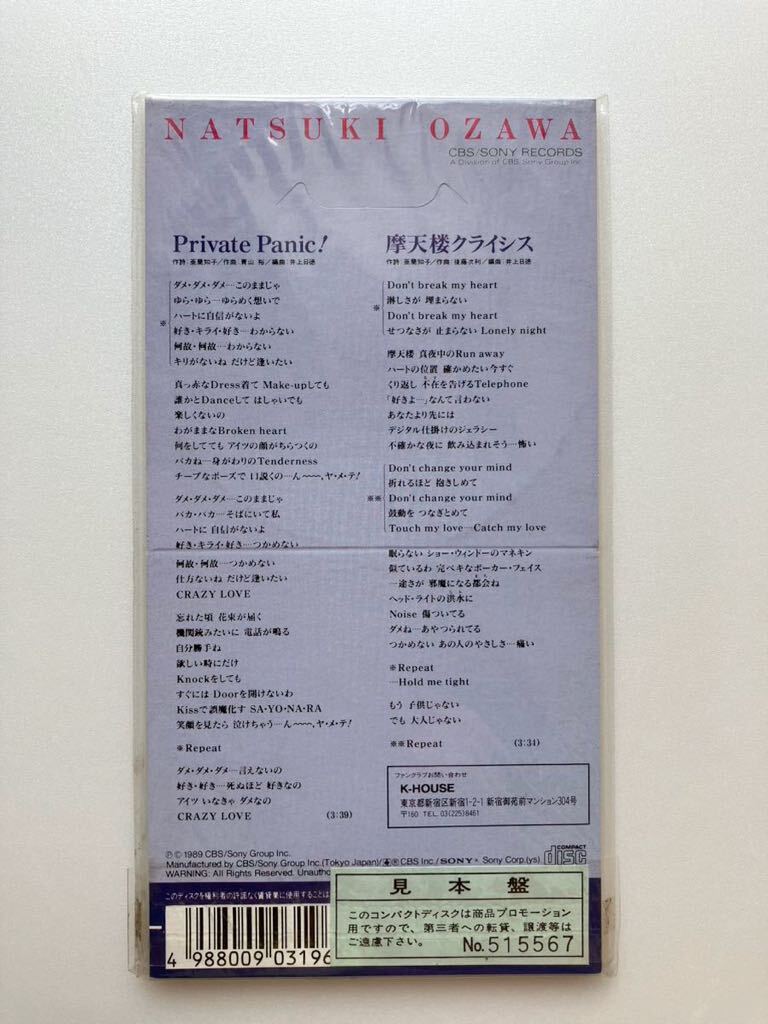 NATSUKI OZAWA
CBS/SONY RECORDS
A Division of CBS/Sony Group Inc.
Private Panic!
作詩 亜蘭知子/作曲 青山 裕/編曲 井上日徳
※
ダメ・ダメ・ダメ…このままじゃ
ゆら・ゆら…ゆらめく想いで
ハートに自信がないよ
好き・キライ・好き…わからない
何故・何故…わからない
キリがないね だけど逢いたい
真っ赤なDress着て Make-upしても
誰かとDanceして はしゃいでも
楽しくないの
わがままなBroken heart
何をしてても アイツの顔がちらつくの
バカね…身がわりのTenderness
チープなポーズで 口説くの…ん〜〜〜,ヤ・メ・テ!
ダメ・ダメ・ダメ…このままじゃ
バカ・バカ…そばにいて私
ハートに 自信がないよ
好き・キライ・好き…つかめない
何故・何故…つかめない
仕方ないね だけど逢いたい
CRAZY LOVE
忘れた頃 花束が届く
機関銃みたいに 電話が鳴る
自分勝手ね
欲しい時にだけ
Knockをしても
すぐには Doorを開けないわ
Kissで誤魔化す SA・YO・NA・RA
笑顔を見たら 泣けちゃう…ん〜〜〜,ヤ・メ・テ!
※Repeat
ダメ・ダメ・ダメ…言えないの
好き・好き…死ぬほど 好きなの
アイツ いなきゃ ダメなの
CRAZY LOVE (3:39)
摩天楼クライシス
作詩 亜蘭知子/作曲 後藤次利/編曲 井上日徳
※
Don't break my heart
淋しさが 埋まらない
Don't break my heart
せつなさが 止まらない Lonely night
摩天楼 真夜中のRun away
ハートの位置 確かめたい今すぐ
くり返し 不在を告げるTelephone
「好きよ…」なんて言わない
あなたより先には
デジタル仕掛けのジェラシー
不確かな夜に 飲み込まれそう…怖い
※※
Don't change your mind
折れるほど 抱きしめて
Don't change your mind
鼓動を つなぎとめて
Touch my love…Catch my love
眠らない ショー・ウィンドーのマネキン
似ているわ 完ペキなポーカー・フェイス
一途さが 邪魔になる都会ね
ヘッド・ライトの洪水に
Noise 傷ついてる
ダメね…あやつられてる
つかめない あの人のやさしさ…痛い
※Repeat
…Hold me tight
もう 子供じゃない
でも 大人じゃない
※※Repeat (3:34)
ファンクラブお問い合わせ
K-HOUSE
東京都新宿区新宿1-2-1 新宿御苑前マンション304号
〒160 TEL. 03(225)8461
℗© 1989 CBS/Sony Group Inc.
Manufactured by CBS/Sony Group Inc.(Tokyo Japan)/ ®CBS Inc./SONY® Sony Corp.(ys)
WARNING: All Rights Reserved.
COMPACT
disc
このディスクを権利者の許諾なく賃貸業に使用することは
4 988009 03196
見本盤
このコンパクトディスクは商品プロモーション
用ですので、第三者への転貸、譲渡等は
ご遠慮下さい。 No.515567